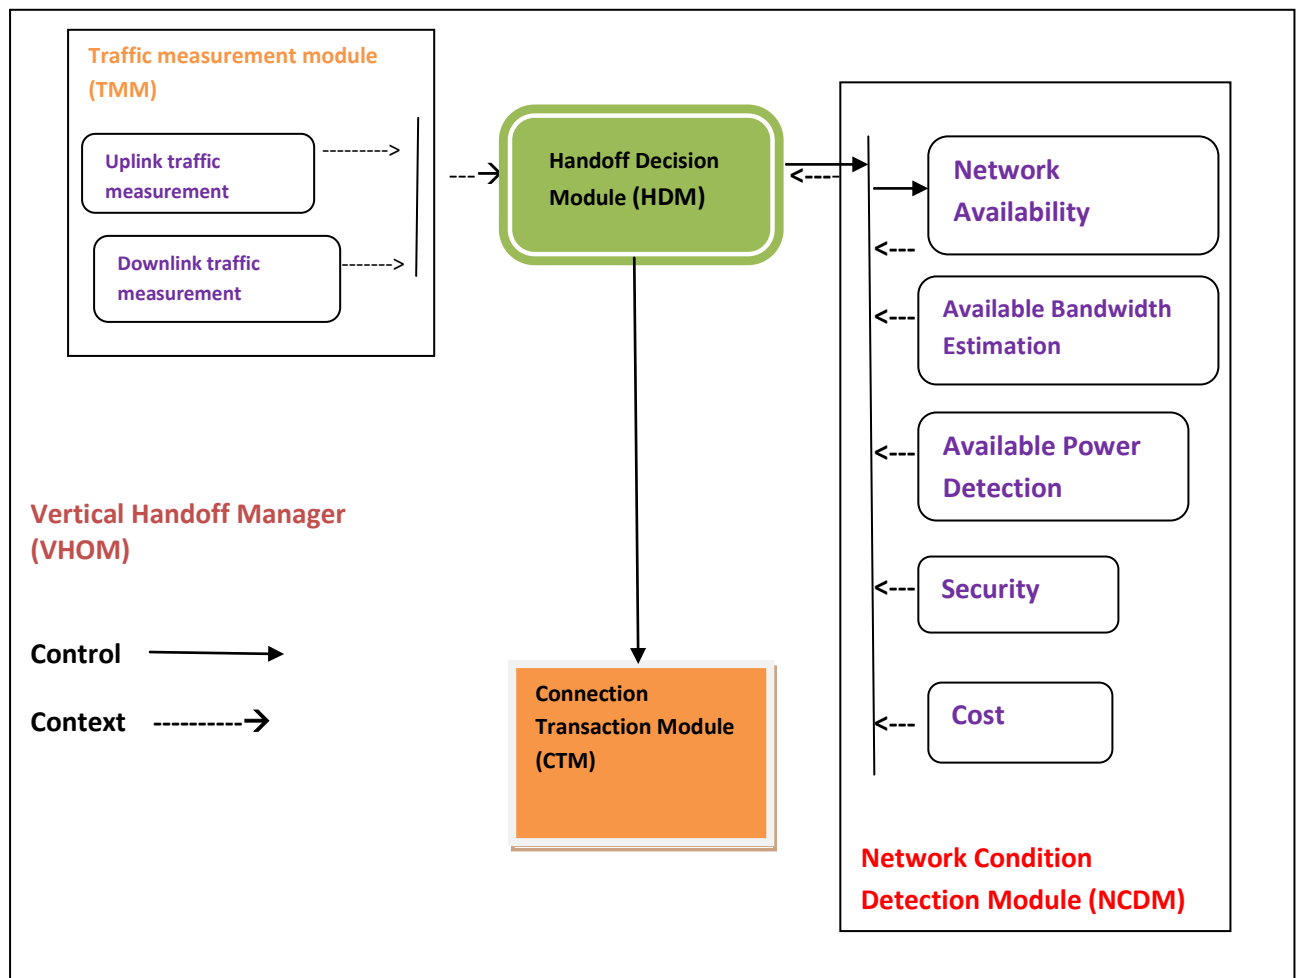 Traffic measurement module
(TMM)
Uplink traffic
measurement
Downlink traffic
measurement
Handoff Decision
Module (HDM)
Network
Availability
Available Bandwidth
Estimation
Available Power
Detection
Security
Cost
Network Condition
Detection Module (NCDM)
Vertical Handoff Manager
(VHOM)
Control
Context
Connection
Transaction Module
(CTM)